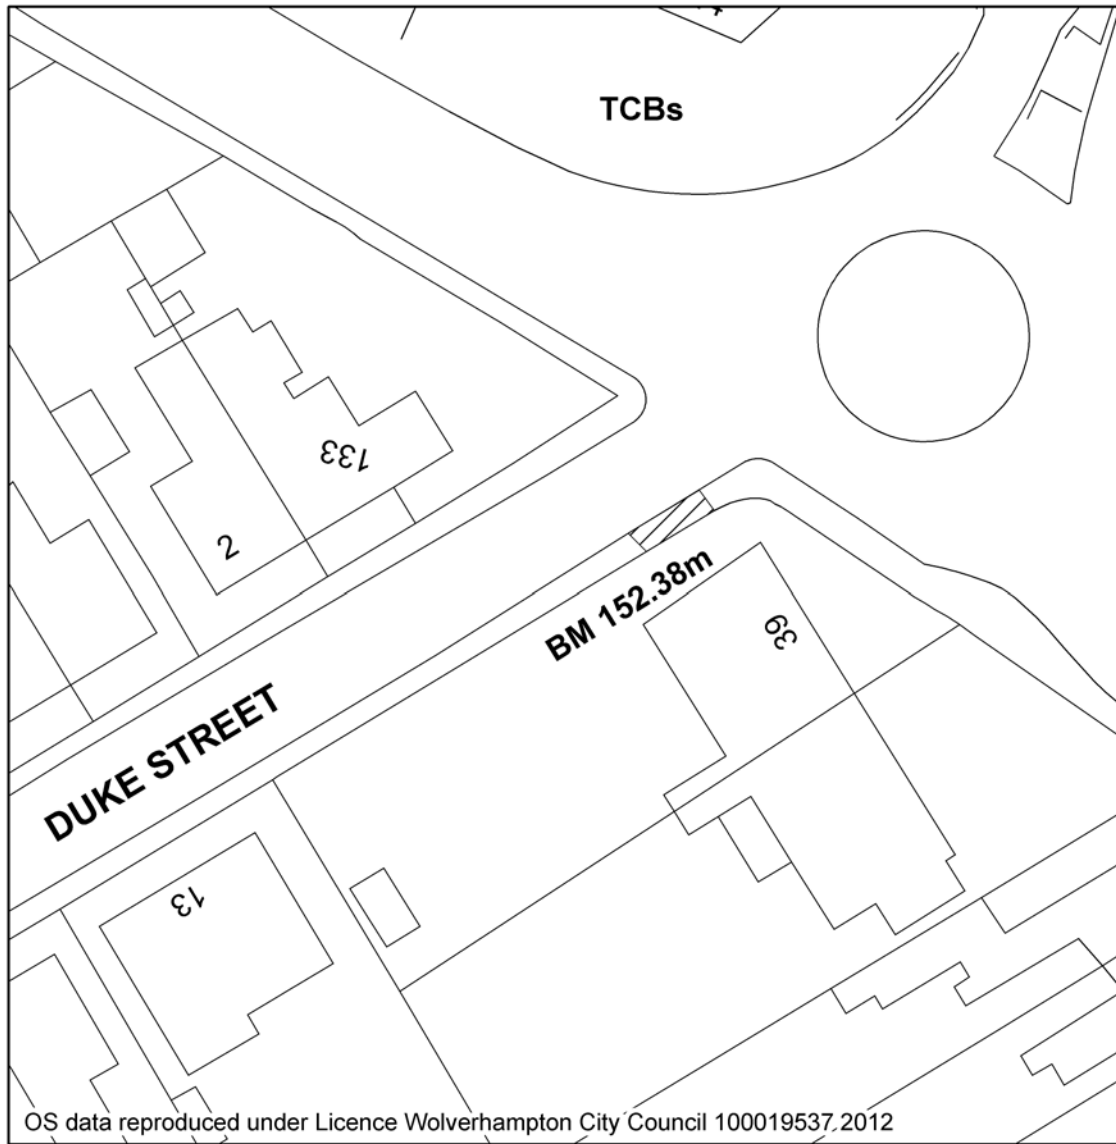 TCBs
133
2
BM 152.38m
39
DUKE STREET
13
OS data reproduced under Licence Wolverhampton City Council 100019537 2012